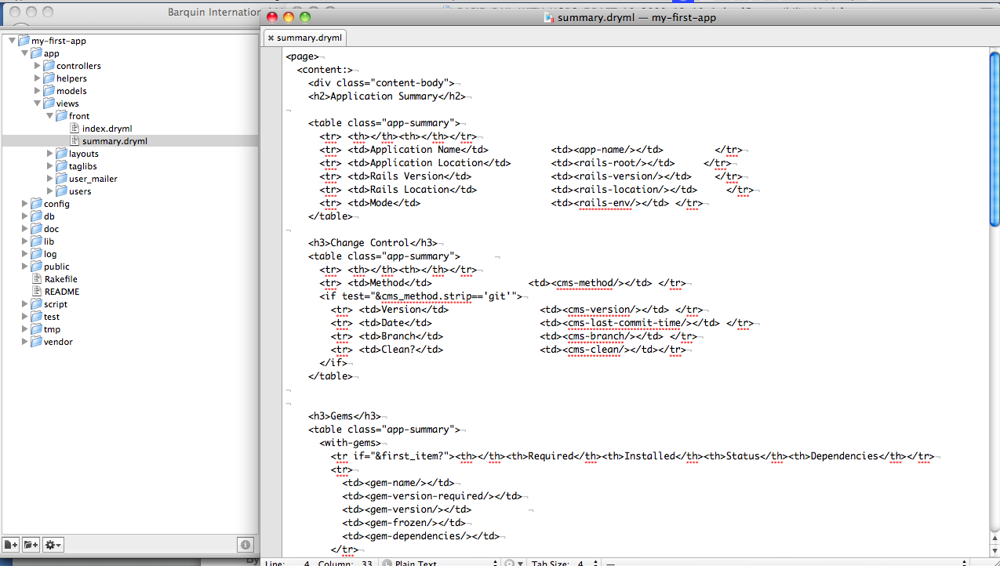 Barquin Internation
summary.dryml — my-first-app
summary.dryml
my-first-app
app
controllers
helpers
models
views
front
index.dryml
summary.dryml
layouts
taglibs
user_mailer
users
config
db
doc
lib
log
public
Rakefile
README
script
test
tmp
vendor
<page>¬
<content:>¬
<div class="content-body">¬
<h2>Application Summary</h2>¬
¬
<table class="app-summary">¬
<tr> <th></th><th></th></tr>¬
<tr> <td>Application Name</td> <td><app-name/></td> </tr>¬
<tr> <td>Application Location</td> <td><rails-root/></td> </tr>¬
<tr> <td>Rails Version</td> <td><rails-version/></td> </tr>¬
<tr> <td>Rails Location</td> <td><rails-location/></td> </tr>¬
<tr> <td>Mode</td> <td><rails-env/></td> </tr>¬
</table>¬
¬
<h3>Change Control</h3>¬
<table class="app-summary"> ¬
<tr> <th></th><th></th></tr>¬
<tr> <td>Method</td> <td><cms-method/></td> </tr>¬
<if test="&cms_method.strip=='git'">¬
<tr> <td>Version</td> <td><cms-version/></td> </tr>¬
<tr> <td>Date</td> <td><cms-last-commit-time/></td> </tr>¬
<tr> <td>Branch</td> <td><cms-branch/></td> </tr>¬
<tr> <td>Clean?</td> <td><cms-clean/></td></tr>¬
</if>¬
</table>¬
¬
¬
<h3>Gems</h3>¬
<table class="app-summary">¬
<with-gems>¬
<tr if="&first_item?"><th></th><th>Required</th><th>Installed</th><th>Status</th><th>Dependencies</th></tr>¬
<tr>¬
<td><gem-name/></td>¬
<td><gem-version-required/></td>¬
<td><gem-version/></td> ¬
<td><gem-frozen/></td>¬
<td><gem-dependencies/></td>¬
</tr>¬
By
Line: 4 Column: 33 Plain Text Tab Size: 4 —